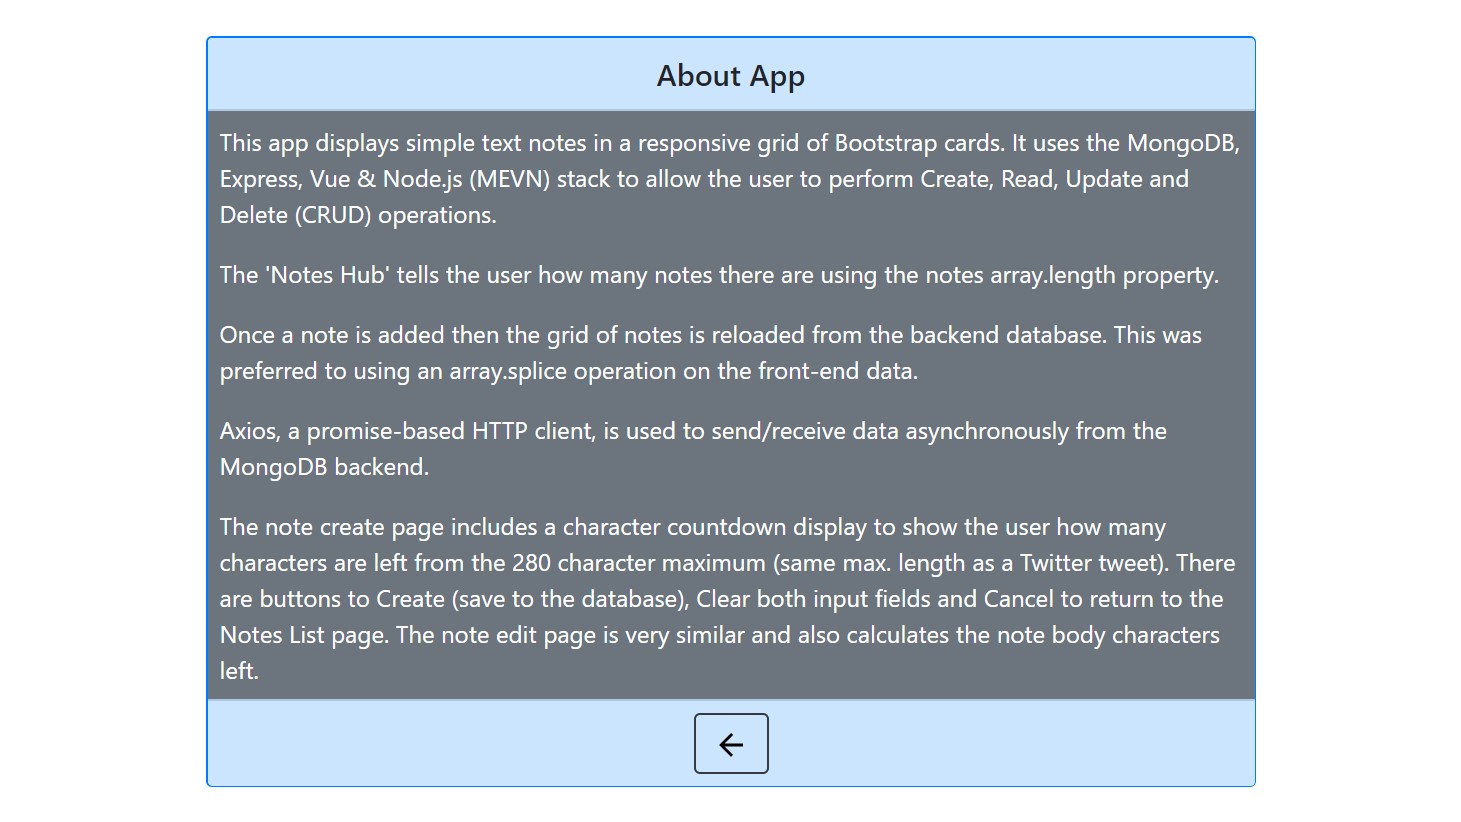 About App
This app displays simple text notes in a responsive grid of Bootstrap cards. It uses the MongoDB,
Express, Vue & Node.js (MEVN) stack to allow the user to perform Create, Read, Update and
Delete (CRUD) operations.
The 'Notes Hub' tells the user how many notes there are using the notes array.length property.
Once a note is added then the grid of notes is reloaded from the backend database. This was
preferred to using an array.splice operation on the front-end data.
Axios, a promise-based HTTP client, is used to send/receive data asynchronously from the
MongoDB backend.
The note create page includes a character countdown display to show the user how many
characters are left from the 280 character maximum (same max. length as a Twitter tweet). There
are buttons to Create (save to the database), Clear both input fields and Cancel to return to the
Notes List page. The note edit page is very similar and also calculates the note body characters
left.